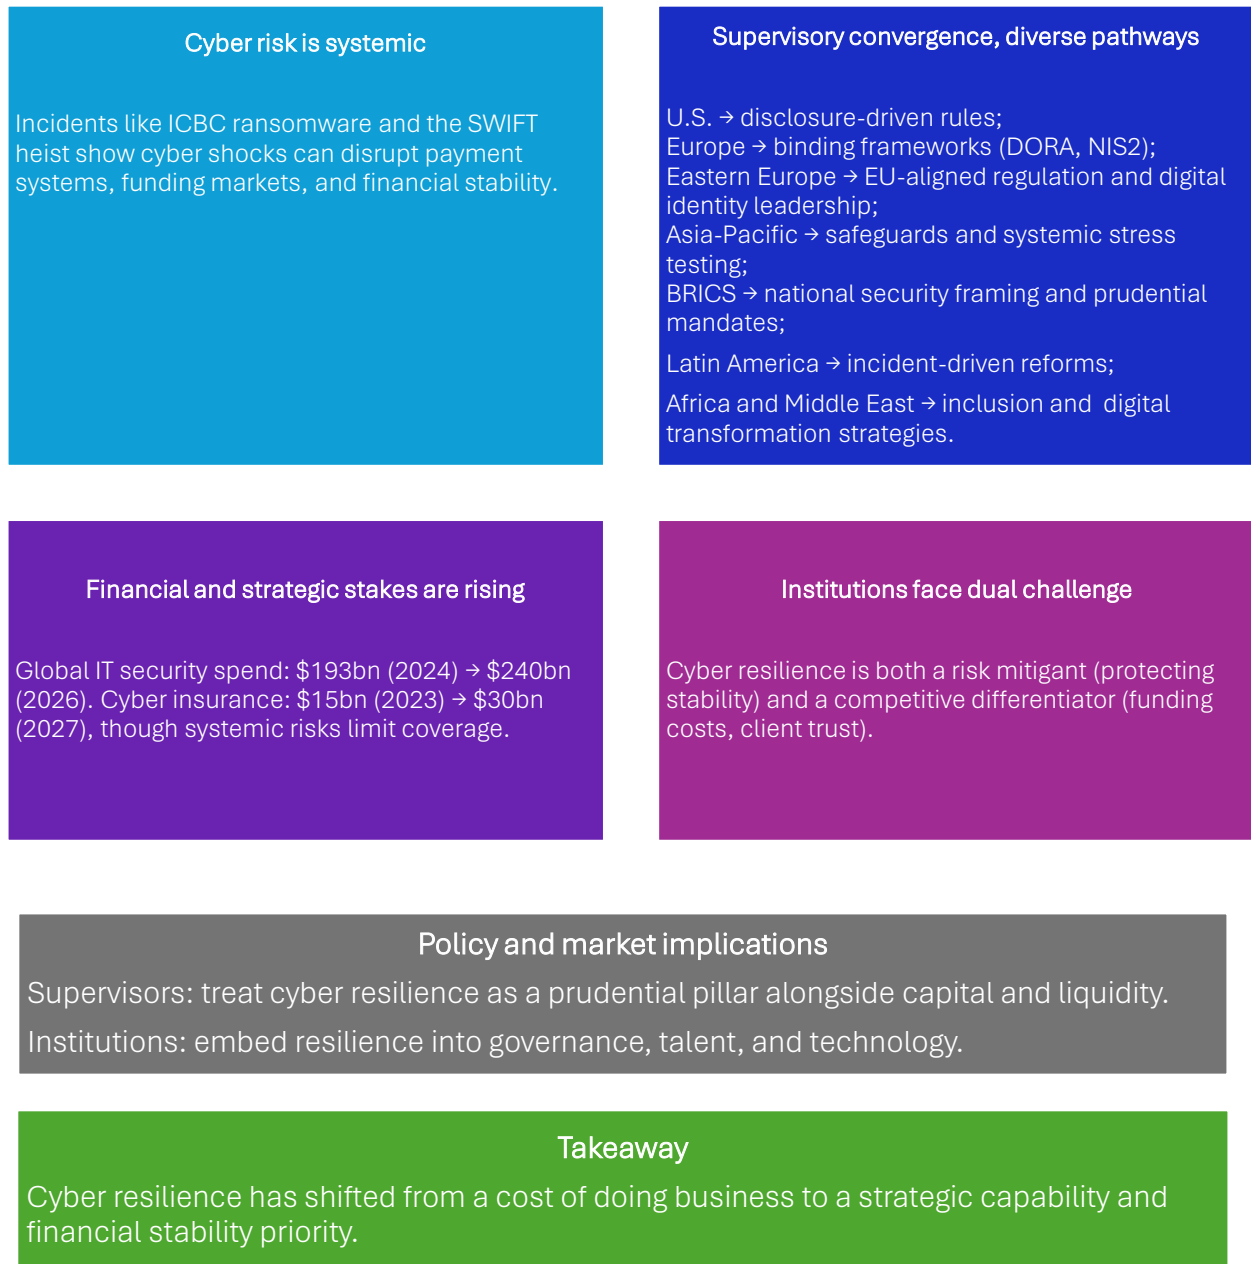 Cyber risk is systemic
Incidents like ICBC ransomware and the SWIFT
heist show cyber shocks can disrupt payment
systems, funding markets, and financial stability.
Supervisory convergence, diverse pathways
U.S. → disclosure-driven rules;
Europe → binding frameworks (DORA, NIS2);
Eastern Europe → EU-aligned regulation and digital
identity leadership;
Asia-Pacific → safeguards and systemic stress
testing;
BRICS → national security framing and prudential
mandates;
Latin America → incident-driven reforms;
Africa and Middle East → inclusion and digital
transformation strategies.
Financial and strategic stakes are rising
Global IT security spend: $193bn (2024) → $240bn
(2026). Cyber insurance: $15bn (2023) → $30bn
(2027), though systemic risks limit coverage.
Institutions face dual challenge
Cyber resilience is both a risk mitigant (protecting
stability) and a competitive differentiator (funding
costs, client trust).
Policy and market implications
Supervisors: treat cyber resilience as a prudential pillar alongside capital and liquidity.
Institutions: embed resilience into governance, talent, and technology.
Takeaway
Cyber resilience has shifted from a cost of doing business to a strategic capability and
financial stability priority.